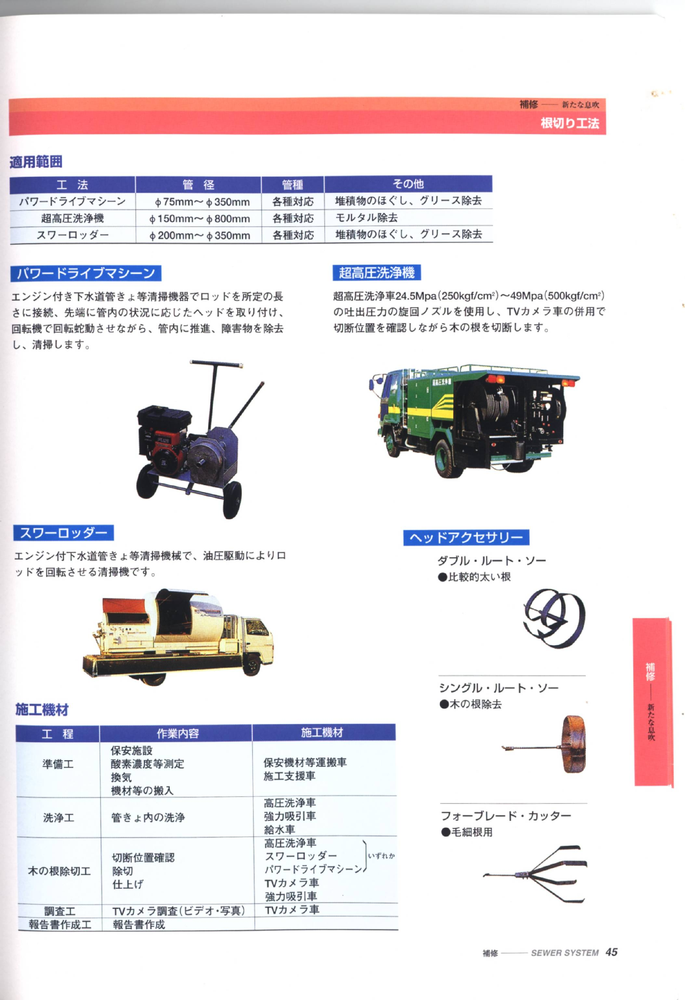 補修 —— 新たな息吹
根切り工法
適用範囲
工 法 管 径 管種 その他
パワードライブマシーン φ75mm～φ350mm 各種対応 堆積物のほぐし、グリース除去
超高圧洗浄機 φ150mm～φ800mm 各種対応 モルタル除去
スワーロッダー φ200mm～φ350mm 各種対応 堆積物のほぐし、グリース除去
パワードライブマシーン
エンジン付き下水道管きょ等清掃機器でロッドを所定の長
さに接続、先端に管内の状況に応じたヘッドを取り付け、
回転機で回転蛇動させながら、管内に推進、障害物を除去
し、清掃します。
超高圧洗浄機
超高圧洗浄車24.5Mpa(250kgf/cm²)～49Mpa(500kgf/cm²)
の吐出圧力の旋回ノズルを使用し、TVカメラ車の併用で
切断位置を確認しながら木の根を切断します。
PLUS
超高圧洗浄車
スワーロッダー
エンジン付下水道管きょ等清掃機械で、油圧駆動によりロ
ッドを回転させる清掃機です。
ヘッドアクセサリー
ダブル・ルート・ソー
●比較的太い根
シングル・ルート・ソー
●木の根除去
フォーブレード・カッター
●毛細根用
施工機材
工 程 作業内容 施工機材
準備工
保安施設
酸素濃度等測定
換気
機材等の搬入
保安機材等運搬車
施工支援車
洗浄工
管きょ内の洗浄
高圧洗浄車
強力吸引車
給水車
木の根除切工
切断位置確認
除切
仕上げ
高圧洗浄車
スワーロッダー
パワードライブマシーン
いずれか
TVカメラ車
強力吸引車
調査工 TVカメラ調査(ビデオ・写真) TVカメラ車
報告書作成工 報告書作成
補修 —— 新たな息吹
補修 —— SEWER SYSTEM 45